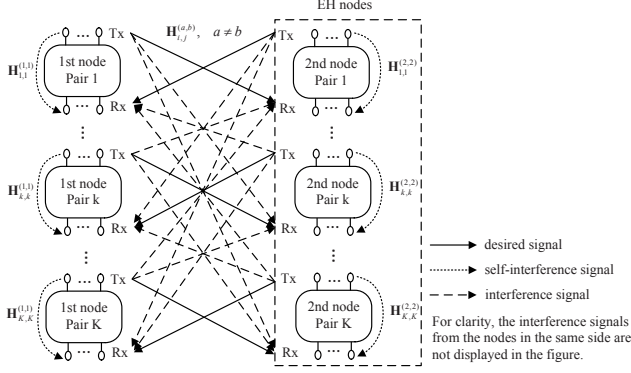 EH nodes
Tx
H_{i,j}^{(a,b)}, a ≠ b
Tx
1st node
Pair 1
H_{1,1}^{(1,1)}
2nd node
Pair 1
H_{1,1}^{(2,2)}
Rx
Rx
Tx
Tx
1st node
Pair k
H_{k,k}^{(1,1)}
2nd node
Pair k
H_{k,k}^{(2,2)}
Rx
Rx
Tx
Tx
1st node
Pair K
H_{K,K}^{(1,1)}
2nd node
Pair K
H_{K,K}^{(2,2)}
Rx
Rx
desired signal
self-interference signal
interference signal
For clarity, the interference signals
from the nodes in the same side are
not displayed in the figure.